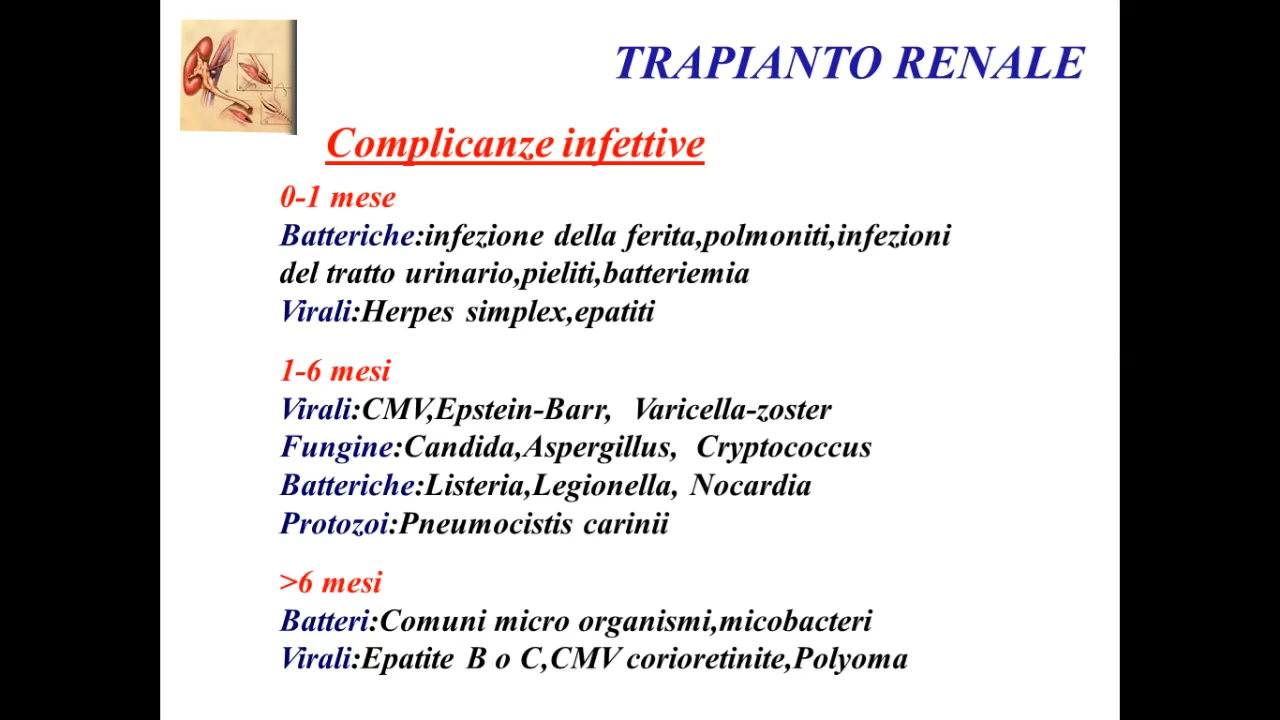 TRAPIANTO RENALE
Complicanze infettive
0-1 mese
Batteriche:infezione della ferita,polmoniti,infezioni
del tratto urinario,pieliti,batteriemia
Virali:Herpes simplex,epatiti
1-6 mesi
Virali:CMV,Epstein-Barr, Varicella-zoster
Fungine:Candida,Aspergillus, Cryptococcus
Batteriche:Listeria,Legionella, Nocardia
Protozoi:Pneumocistis carinii
>6 mesi
Batteri:Comuni micro organismi,micobacteri
Virali:Epatite B o C,CMV corioretinite,Polyoma